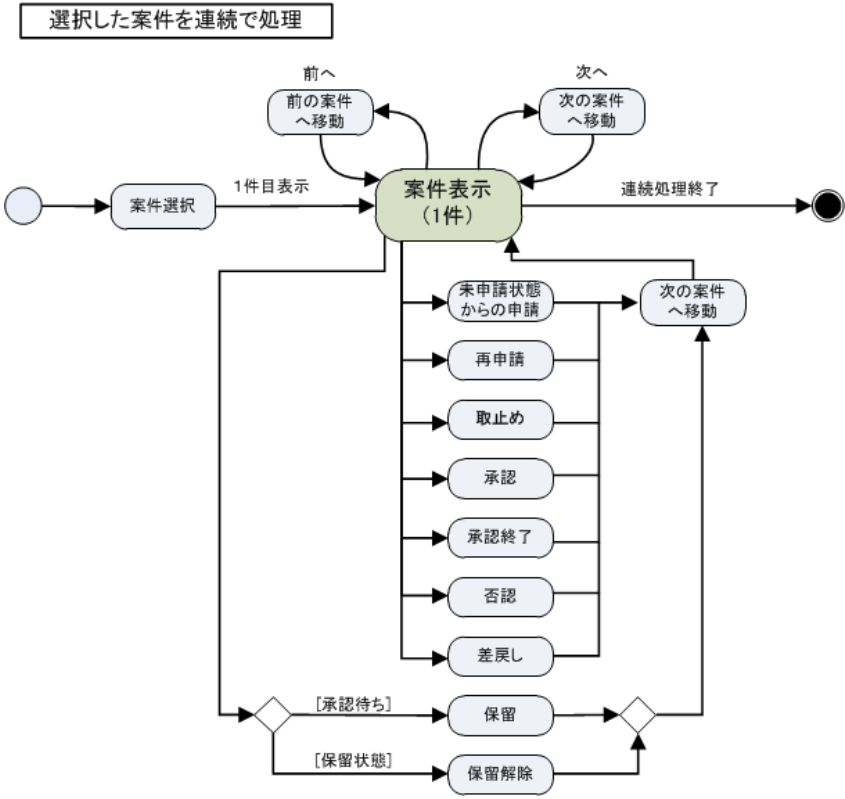 選択した案件を連続で処理
前へ
次へ
前の案件
へ移動
次の案件
へ移動
案件選択
1件目表示
案件表示
（1件）
連続処理終了
未申請状態
からの申請
次の案件
へ移動
再申請
取止め
承認
承認終了
否認
差戻し
[承認待ち]
保留
[保留状態]
保留解除